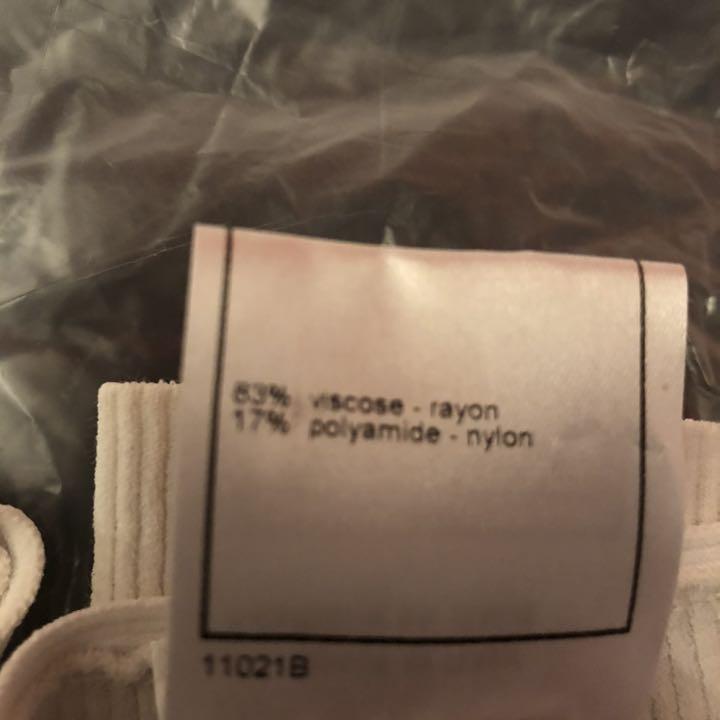 83% viscose - rayon
17% polyamide - nylon
11021B